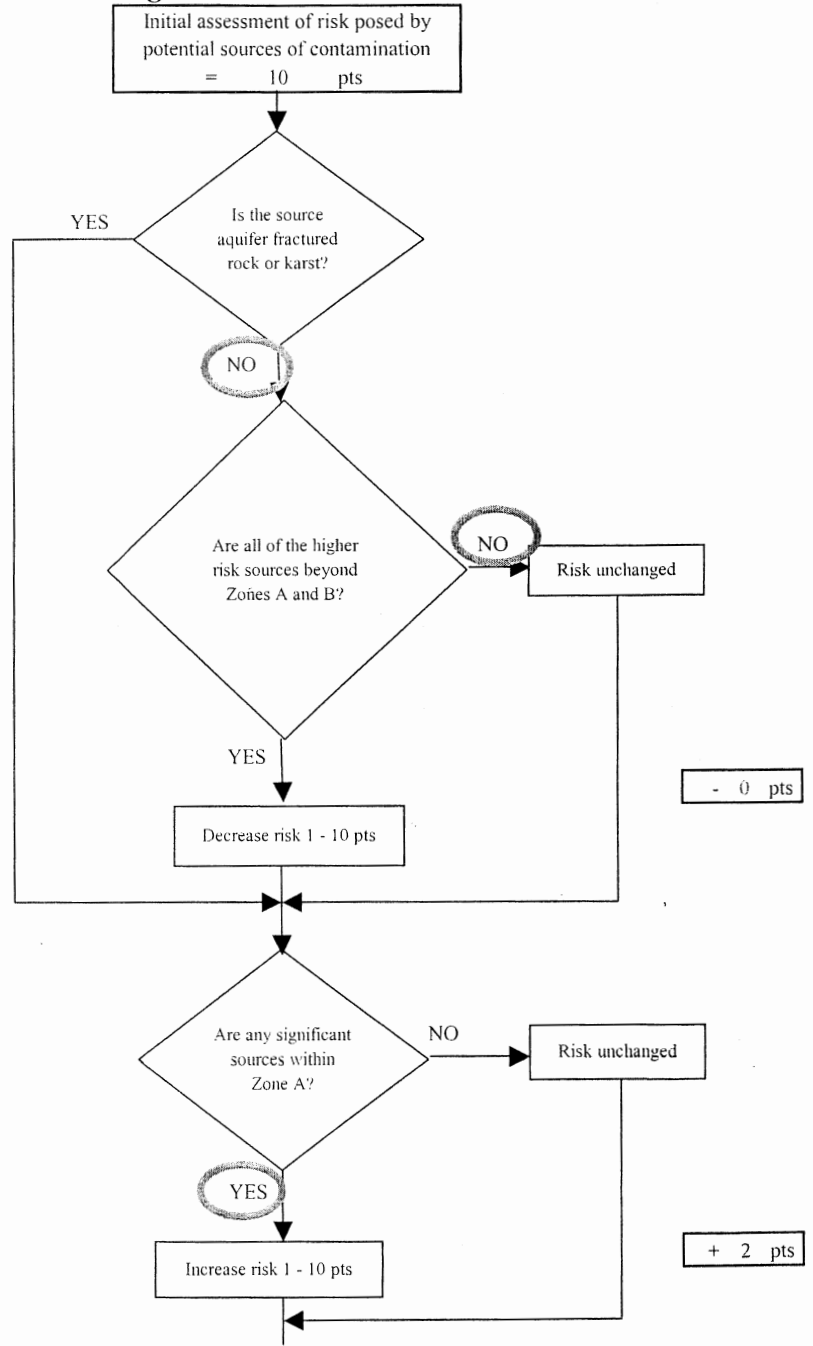 Initial assessment of risk posed by
potential sources of contamination
= 10 pts
YES
Is the source
aquifer fractured
rock or karst?
NO
Are all of the higher
risk sources beyond
Zones A and B?
NO
Risk unchanged
YES
- 0 pts
Decrease risk 1 - 10 pts
Are any significant
sources within
Zone A?
NO
Risk unchanged
YES
+ 2 pts
Increase risk 1 - 10 pts